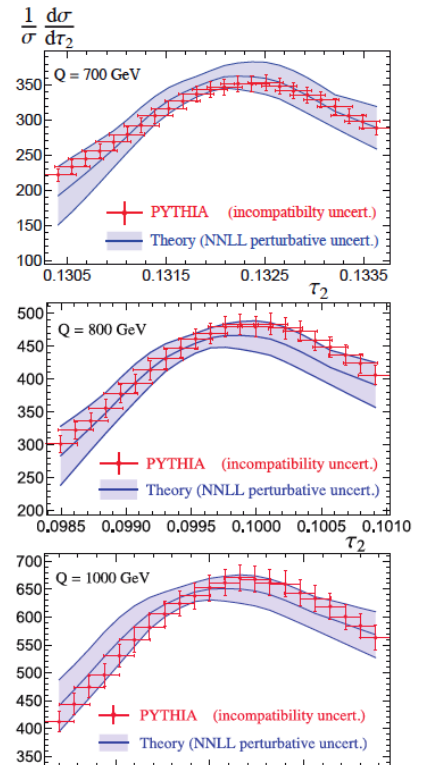 1/σ dσ/dτ₂
Q = 700 GeV
350
300
250
200
150
100
PYTHIA (incompatibilty uncert.)
Theory (NNLL perturbative uncert.)
0.1305 0.1315 0.1325 0.1335
τ₂
500
Q = 800 GeV
450
400
350
300
250
200
PYTHIA (incompatibility uncert.)
Theory (NNLL perturbative uncert.)
0.0985 0.0990 0.0995 0.1000 0.1005 0.1010
τ₂
700
Q = 1000 GeV
650
600
550
500
450
400
350
PYTHIA (incompatibility uncert.)
Theory (NNLL perturbative uncert.)